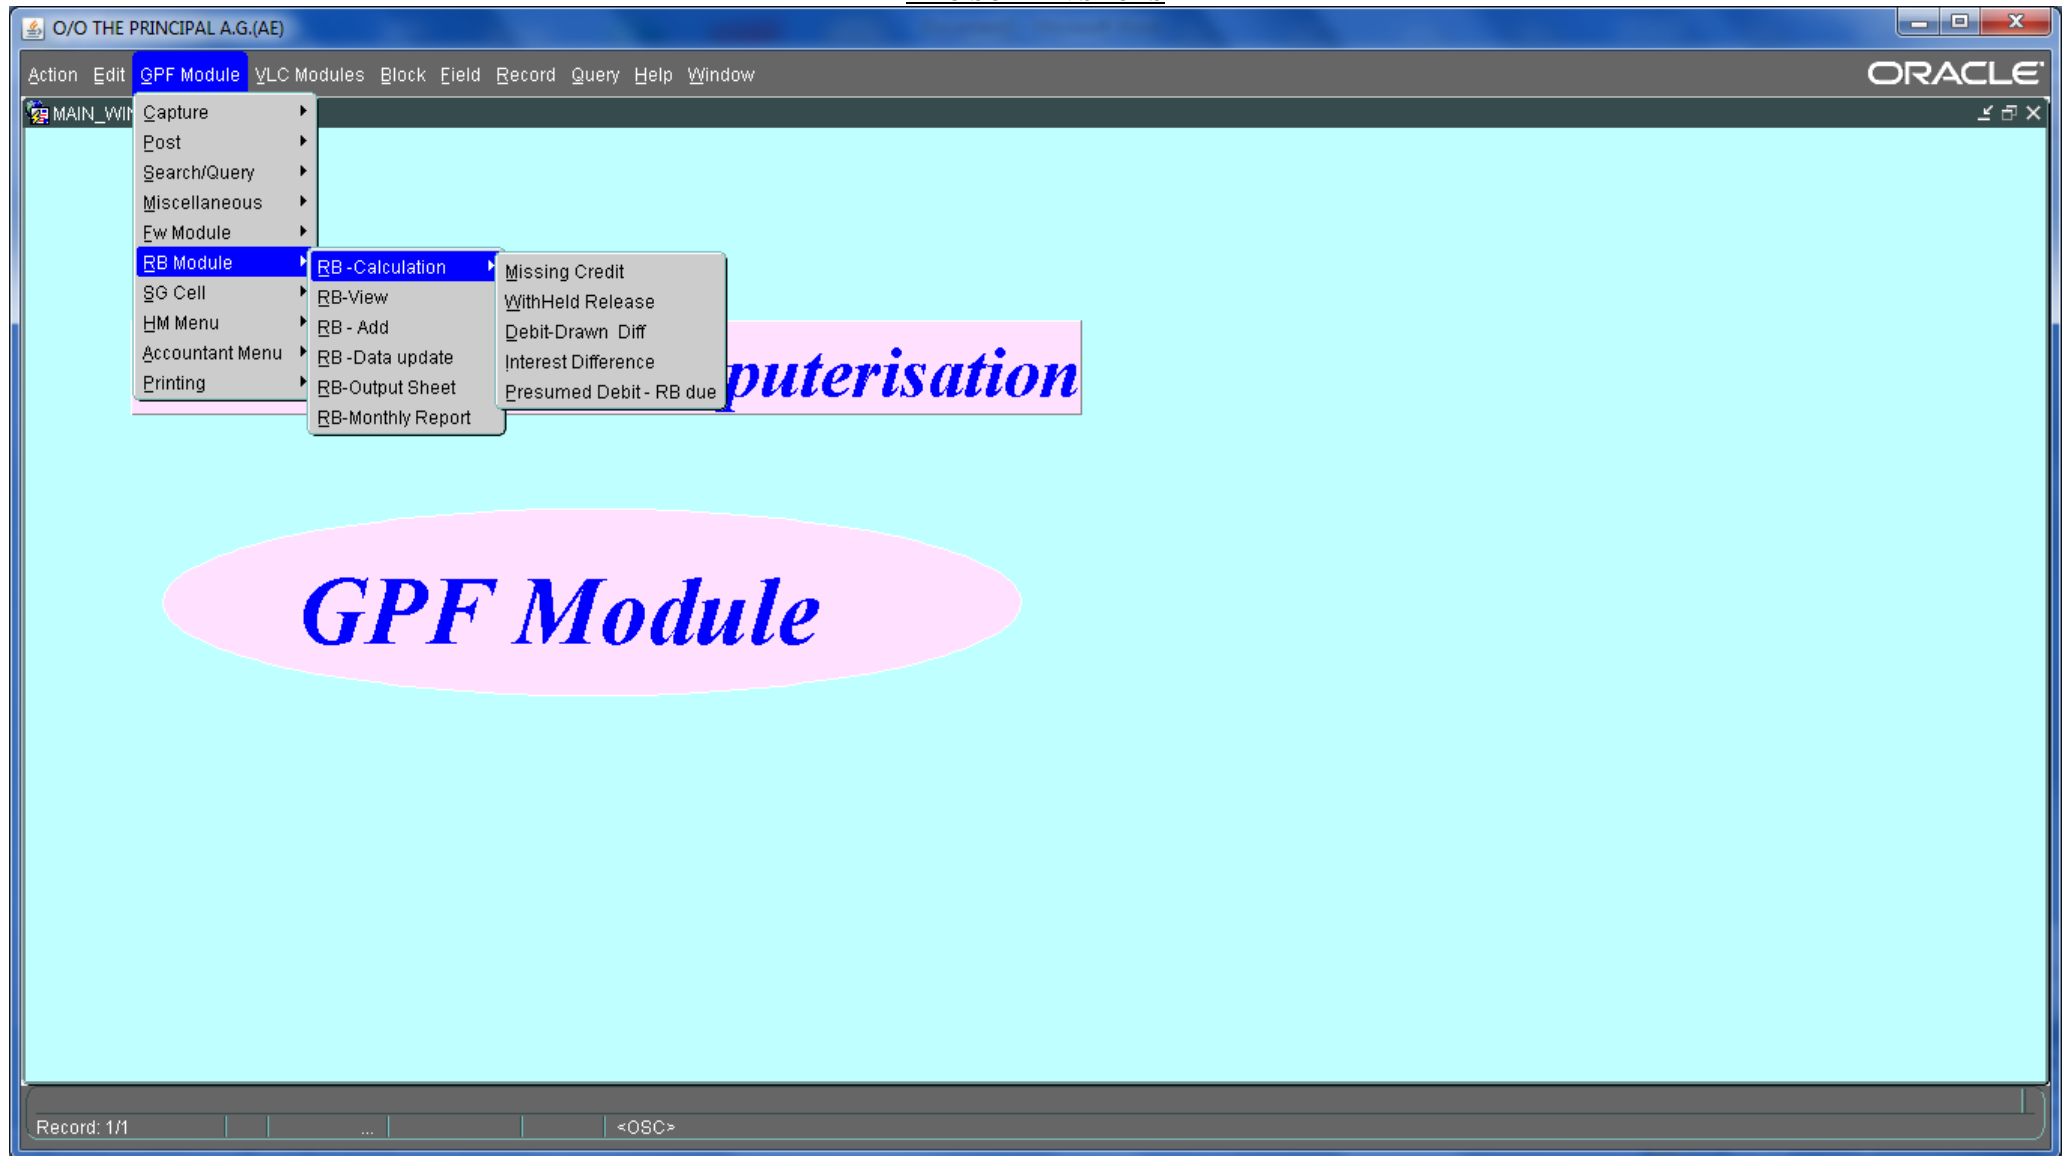 O/O THE PRINCIPAL A.G.(AE)
Action Edit GPF Module VLC Modules Block Field Record Query Help Window
ORACLE
MAIN_WIN
Capture
Post
Search/Query
Miscellaneous
Fw Module
RB Module
SG Cell
HM Menu
Accountant Menu
Printing
RB -Calculation
RB-View
RB - Add
RB -Data update
RB-Output Sheet
RB-Monthly Report
Missing Credit
WithHeld Release
Debit-Drawn Diff
Interest Difference
Presumed Debit - RB due
puterisation
GPF Module
Record: 1/1
...
<OSC>